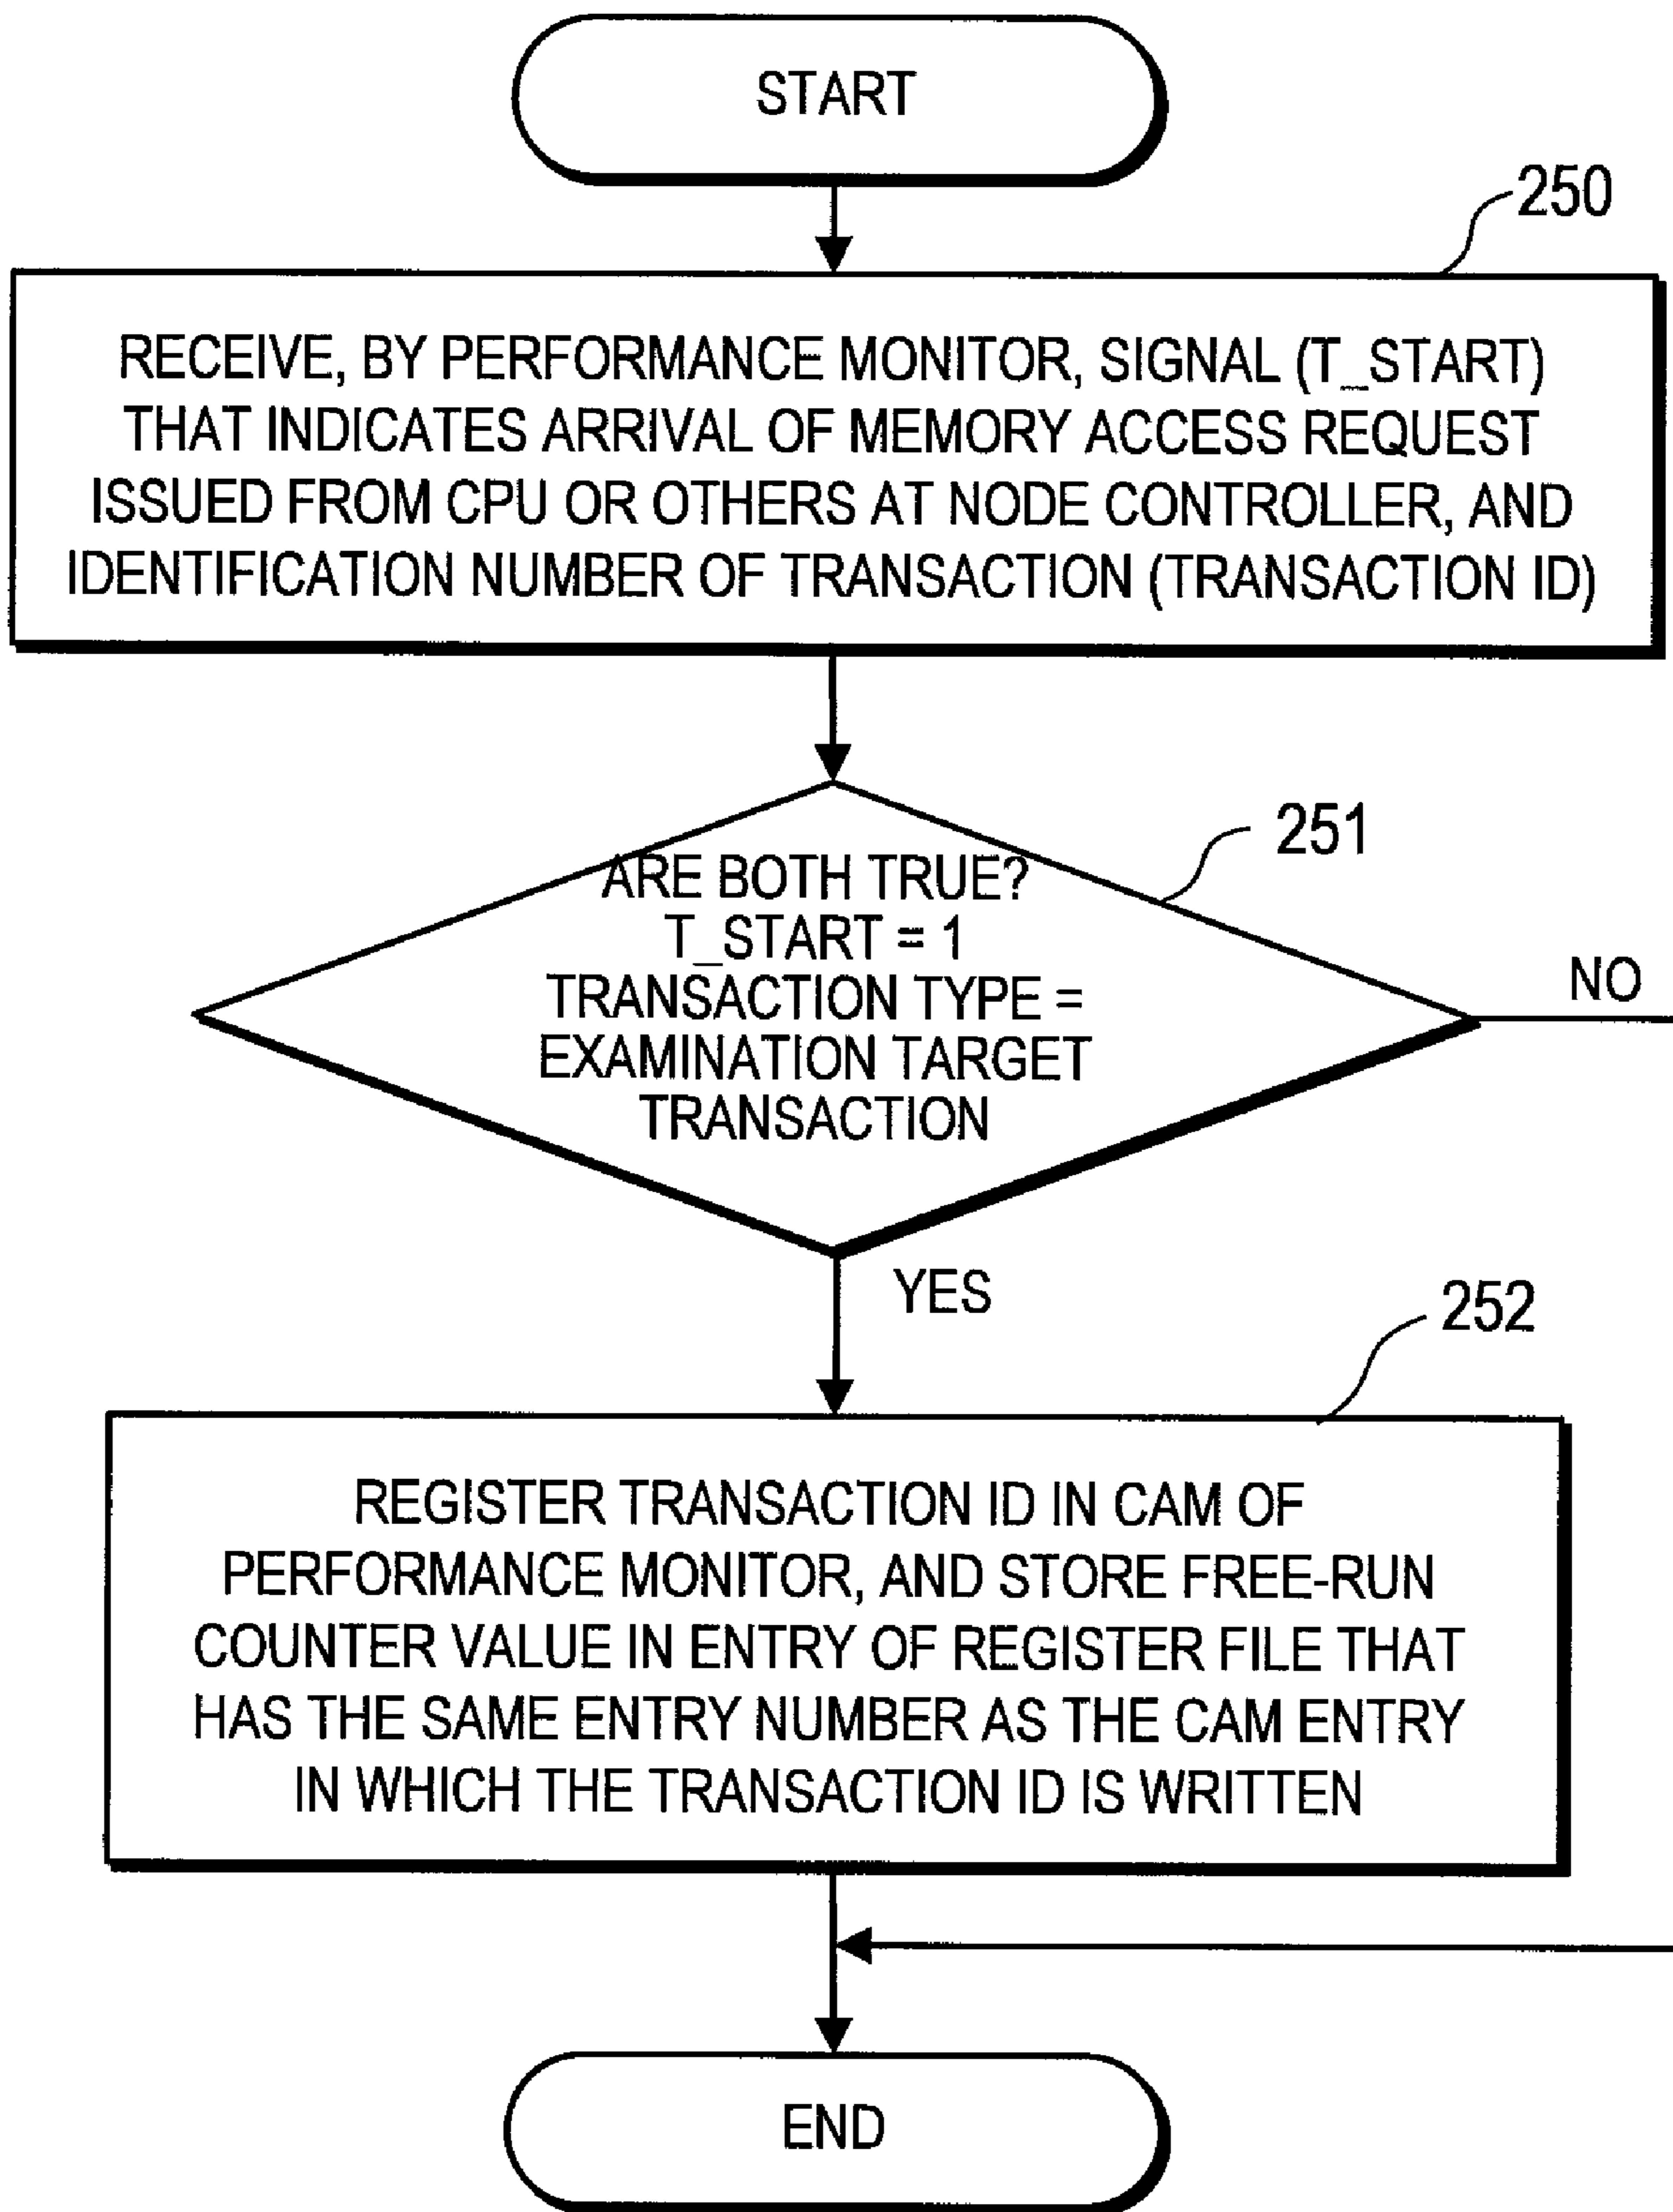 START
250
RECEIVE, BY PERFORMANCE MONITOR, SIGNAL (T_START)
THAT INDICATES ARRIVAL OF MEMORY ACCESS REQUEST
ISSUED FROM CPU OR OTHERS AT NODE CONTROLLER, AND
IDENTIFICATION NUMBER OF TRANSACTION (TRANSACTION ID)
251
ARE BOTH TRUE?
T_START = 1
TRANSACTION TYPE =
EXAMINATION TARGET
TRANSACTION
NO
YES
252
REGISTER TRANSACTION ID IN CAM OF
PERFORMANCE MONITOR, AND STORE FREE-RUN
COUNTER VALUE IN ENTRY OF REGISTER FILE THAT
HAS THE SAME ENTRY NUMBER AS THE CAM ENTRY
IN WHICH THE TRANSACTION ID IS WRITTEN
END